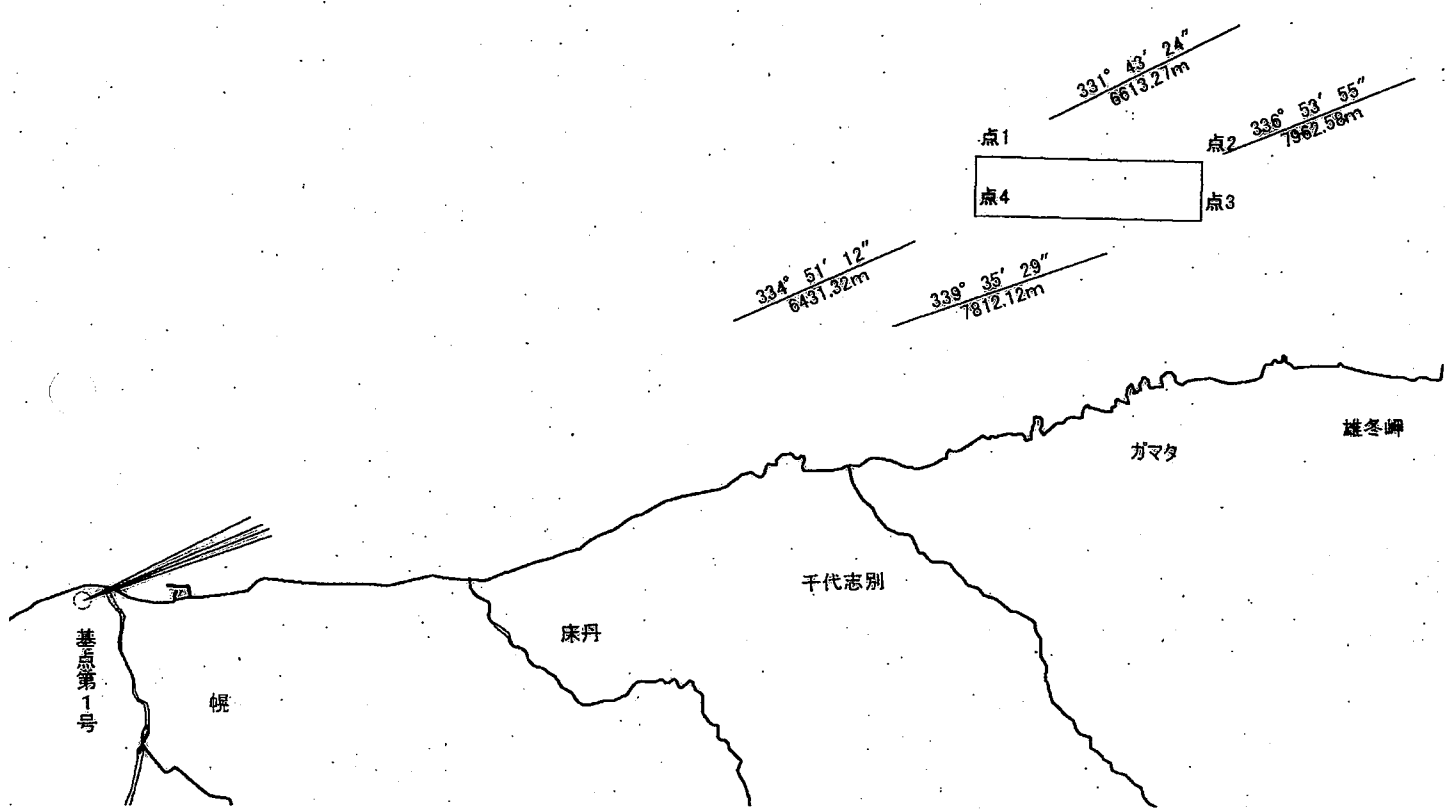 331° 43′ 24″
6613.27m
336° 53′ 55″
7962.58m
点1
点2
点4
点3
334° 51′ 12″
6431.32m
339° 35′ 29″
7812.12m
雄冬岬
ガマタ
千代志別
床丹
基点第1号
幌